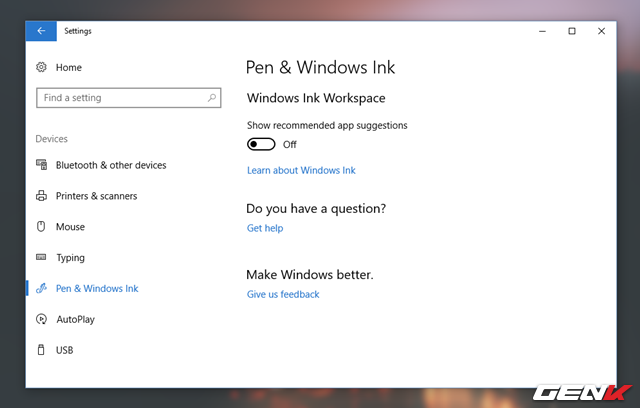 Settings
Home
Find a setting
Devices
Bluetooth & other devices
Printers & scanners
Mouse
Typing
Pen & Windows Ink
AutoPlay
USB
Pen & Windows Ink
Windows Ink Workspace
Show recommended app suggestions
Off
Learn about Windows Ink
Do you have a question?
Get help
Make Windows better.
Give us feedback
GENK